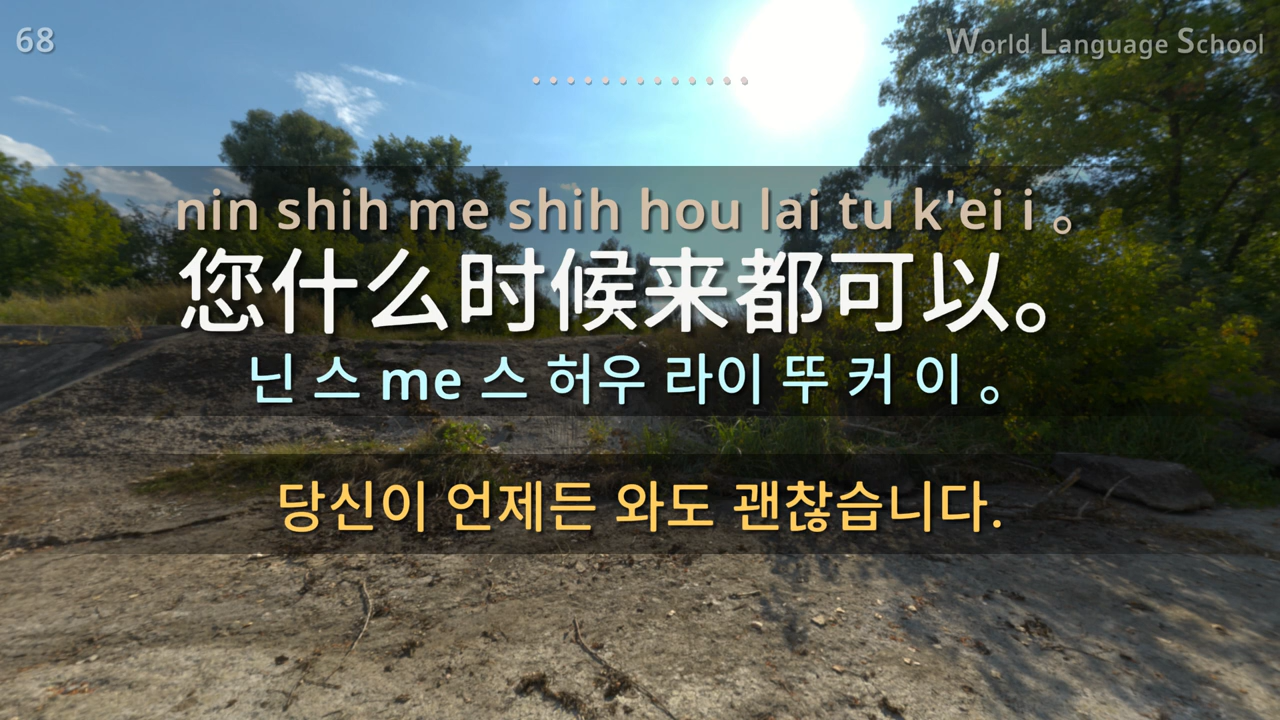 68
World Language School
nin shih me shih hou lai tu k'ei i 。
您什么时候来都可以。
닌 스 me 스 허우 라이 뚜 커 이 。
당신이 언제든 와도 괜찮습니다.